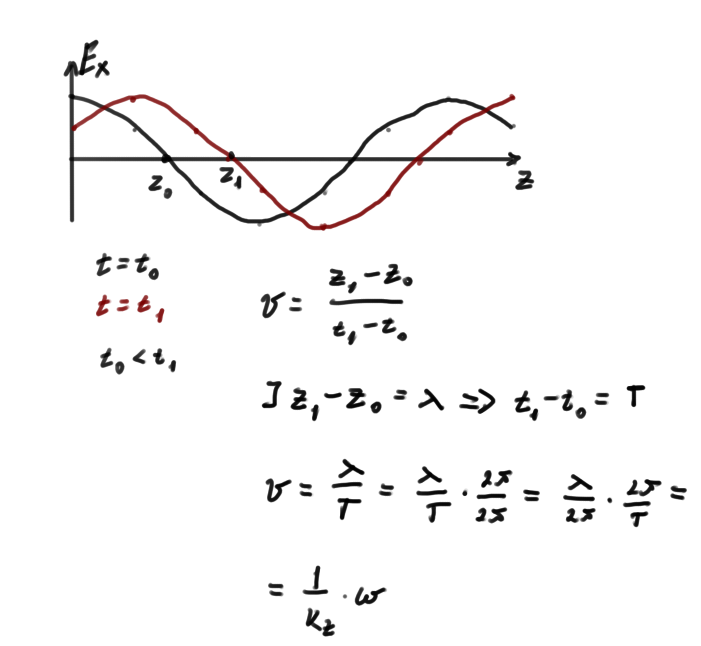 Eₓ
z₀ z₁ z
t = t₀
t = t₁
t₀ < t₁
v = (z₁ - z₀)/(t₁ - t₀)
] z₁ - z₀ = λ => t₁ - t₀ = T
v = λ/T = λ/T · 2π/2π = λ/2π · 2π/T =
= 1/k_z · ω